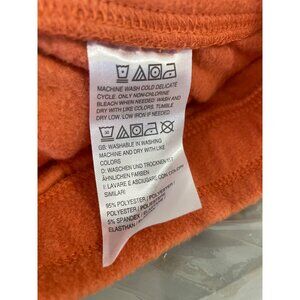 MACHINE WASH COLD DELICATE
CYCLE. ONLY NON-CHLORINE
BLEACH WHEN NEEDED. WASH AND
DRY WITH LIKE COLORS. TUMBLE
DRY LOW. LOW IRON IF NEEDED
GB: WASHABLE IN WASHING
MACHINE AND DRY WITH LIKE
COLORS
D: WASCHEN UND TROCKNEN MIT
ÄHNLICHEN FARBEN
I: LAVARE E ASCIUGARE CON COLORI
SIMILARI
95% POLYESTER / POLYESTER /
POLYESTER / POLYESTER
5% SPANDEX /
ELASTHAN /